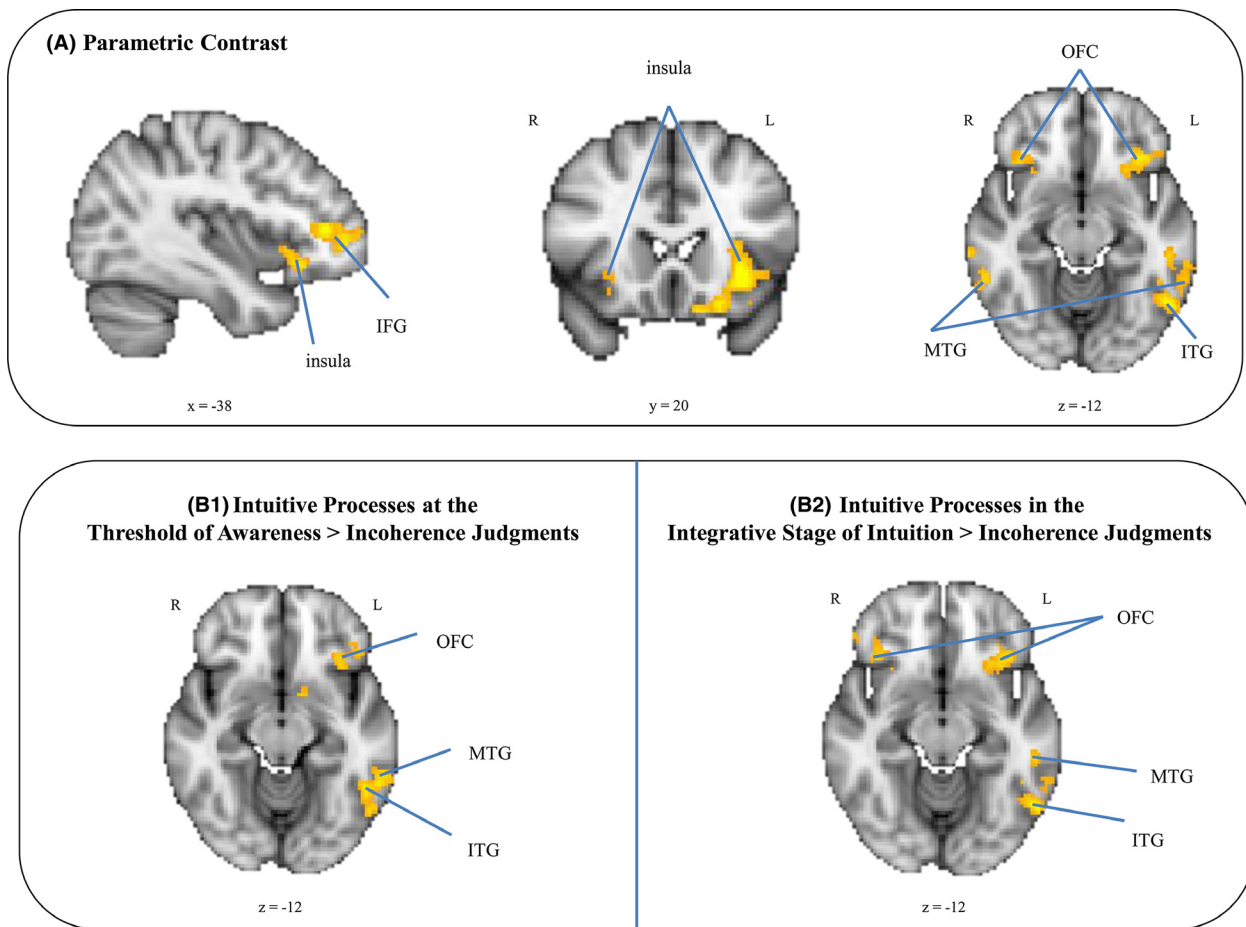 (A) Parametric Contrast
insula
OFC
R
L
R
L
IFG
insula
MTG
ITG
x = -38
y = 20
z = -12
(B1) Intuitive Processes at the
Threshold of Awareness > Incoherence Judgments
R
L
OFC
MTG
ITG
z = -12
(B2) Intuitive Processes in the
Integrative Stage of Intuition > Incoherence Judgments
R
L
OFC
MTG
ITG
z = -12